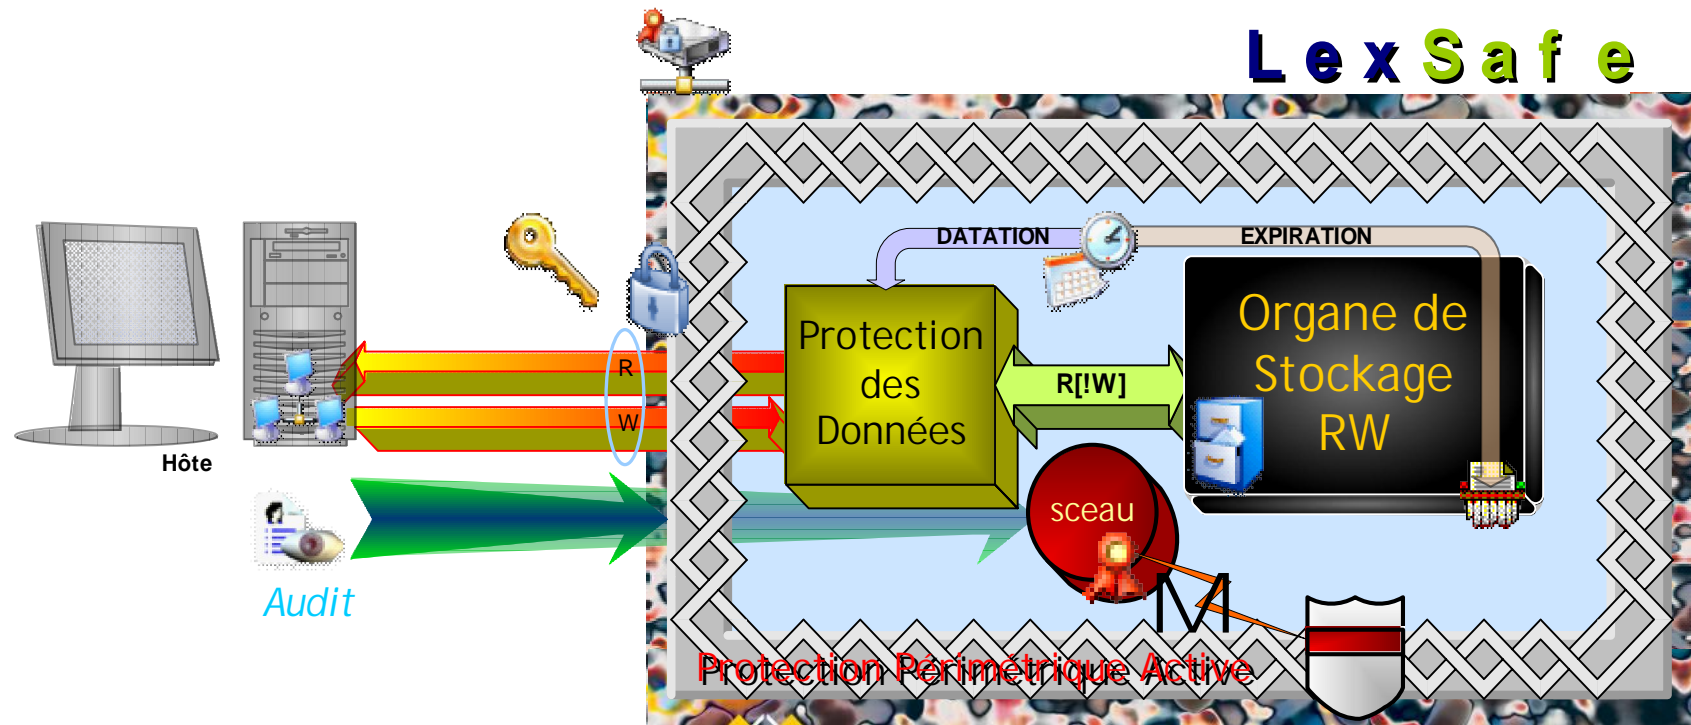 LexSafe
DATATION
EXPIRATION
Protection
des
Données
Organe de
Stockage
RW
R
R[!W]
W
Hôte
sceau
Audit
M
Protection Périmétrique Active